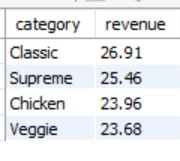 category revenue
Classic 26.91
Supreme 25.46
Chicken 23.96
Veggie 23.68